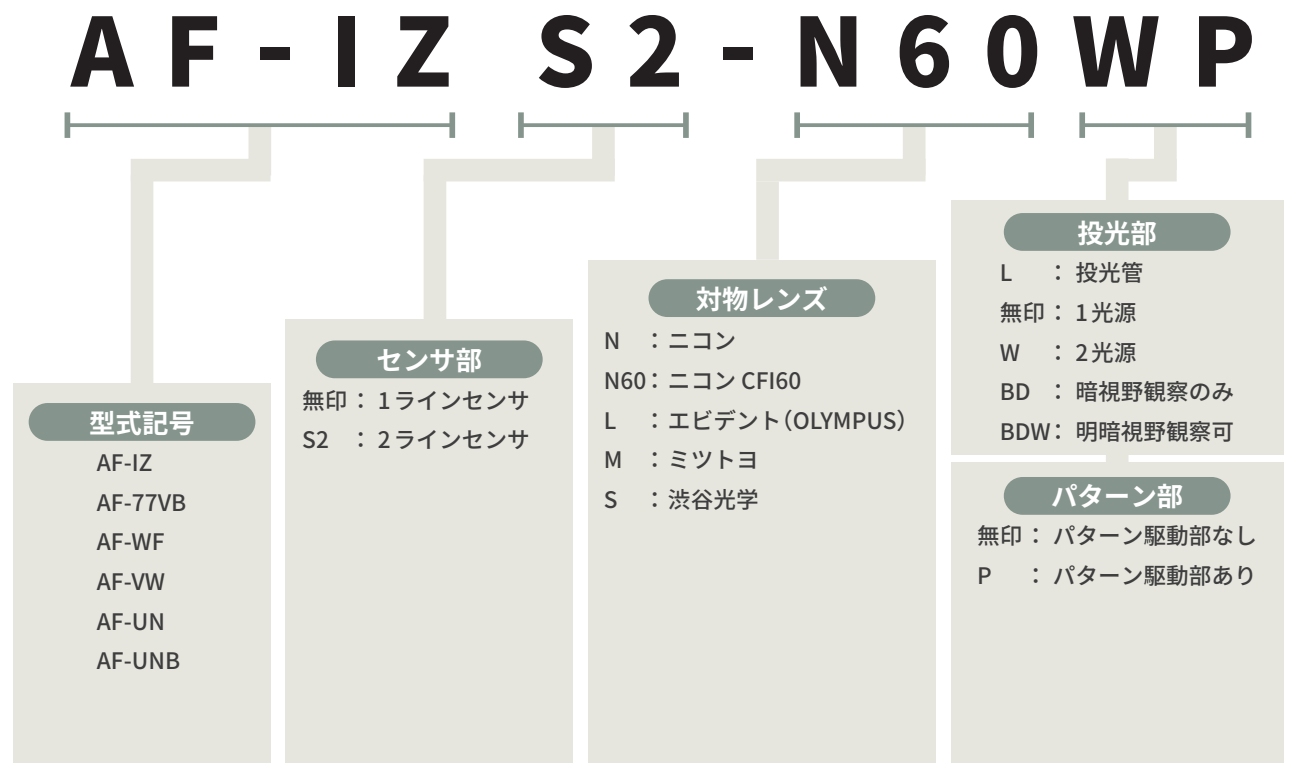 AF-IZ S2-N60WP
型式記号
AF-IZ
AF-77VB
AF-WF
AF-VW
AF-UN
AF-UNB
センサ部
無印：1ラインセンサ
S2：2ラインセンサ
対物レンズ
N：ニコン
N60：ニコン CFI60
L：エビデント（OLYMPUS）
M：ミツトヨ
S：渋谷光学
投光部
L：投光管
無印：1光源
W：2光源
BD：暗視野観察のみ
BDW：明暗視野観察可
パターン部
無印：パターン駆動部なし
P：パターン駆動部あり